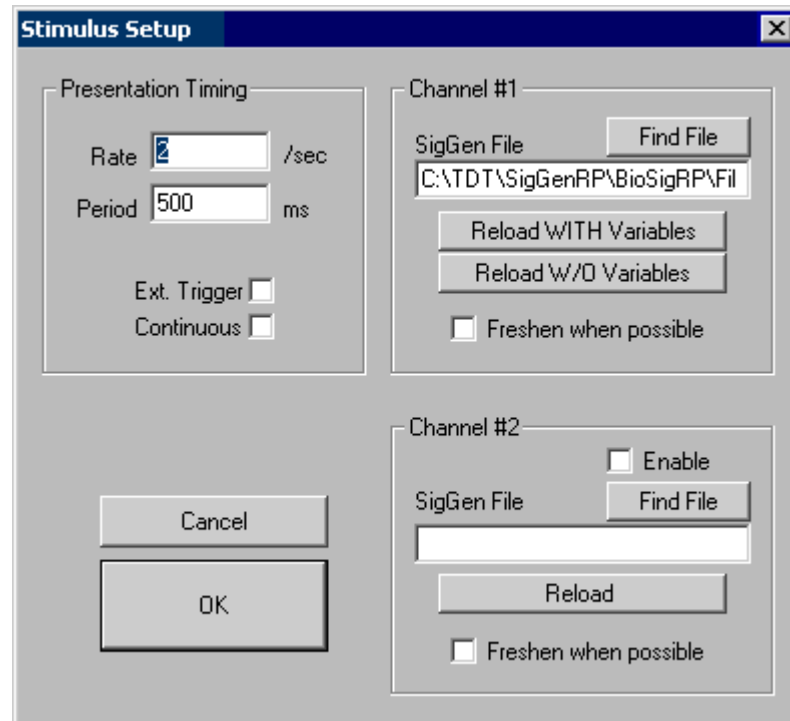 Stimulus Setup
Presentation Timing
Rate 2 /sec
Period 500 ms
Ext. Trigger
Continuous
Channel #1
SigGen File Find File
C:\TDT\SigGenRP\BioSigRP\Fil
Reload WITH Variables
Reload W/O Variables
Freshen when possible
Channel #2
Enable
SigGen File Find File
Reload
Freshen when possible
Cancel
OK